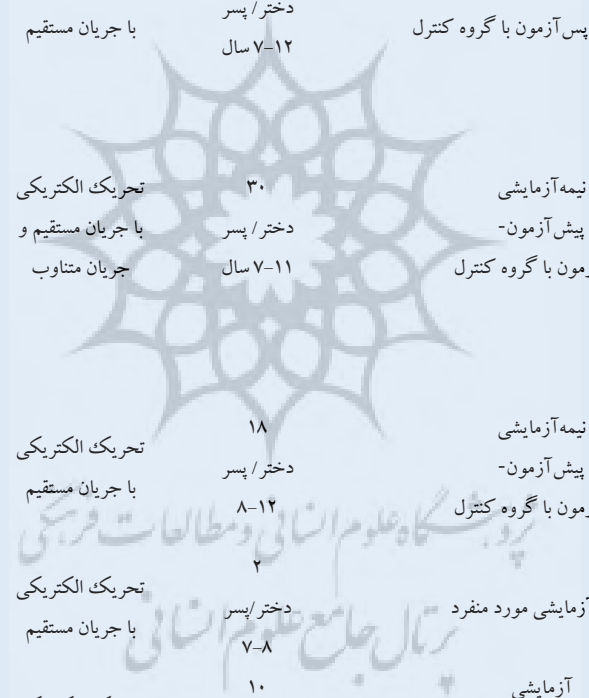 دختر/ پسر
پس‌آزمون با گروه کنترل
با جریان مستقیم
۷–۱۲ سال
نیمه‌آزمایشی
۳۰
تحریک الکتریکی
پیش‌آزمون-
دختر/ پسر
با جریان مستقیم و
مون با گروه کنترل
۷–۱۱ سال
جریان متناوب
نیمه‌آزمایشی
۱۸
تحریک الکتریکی
پیش‌آزمون-
دختر/ پسر
با جریان مستقیم
مون با گروه کنترل
۸–۱۲
پژوهشگاه علوم انسانی و مطالعات فرهنگی
۲
تحریک الکتریکی
زمایشی مورد منفرد
دختر/پسر
با جریان مستقیم
۷–۸
پرتال جامع علوم انسانی
آزمایشی
۱۰